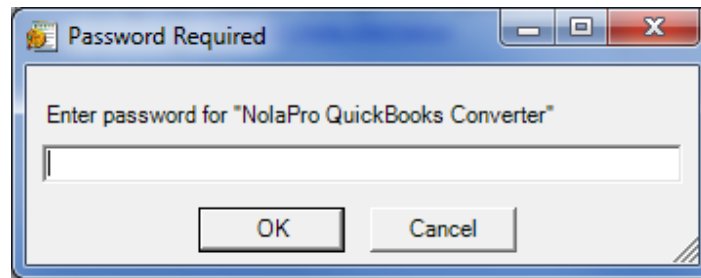 Password Required
Enter password for "NolaPro QuickBooks Converter"
OK
Cancel